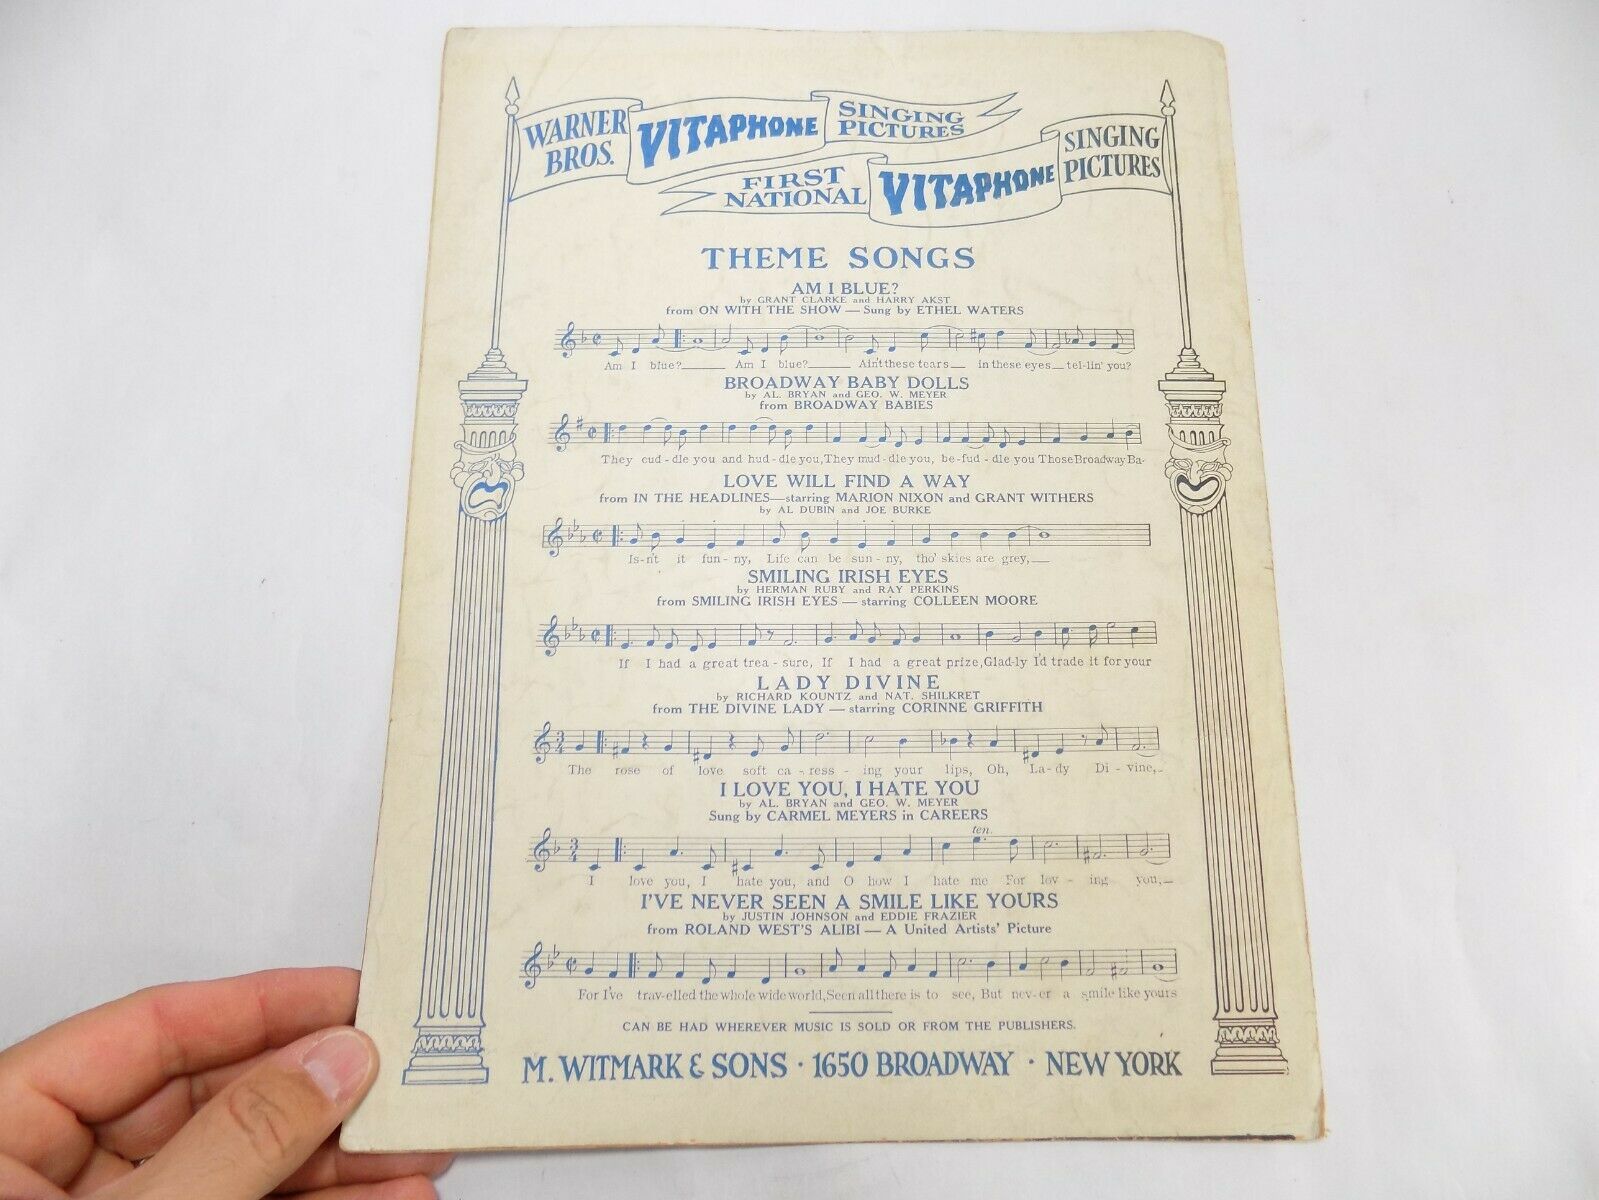 WARNER BROS. VITAPHONE SINGING PICTURES
FIRST NATIONAL VITAPHONE SINGING PICTURES
THEME SONGS
AM I BLUE?
by GRANT CLARKE and HARRY AKST
from ON WITH THE SHOW — Sung by ETHEL WATERS
Am I blue?____ Am I blue?____ Ain't these tears__ in these eyes__ tel-lin' you?
BROADWAY BABY DOLLS
by AL. BRYAN and GEO. W. MEYER
from BROADWAY BABIES
They cud-dle you and hud-dle you, They mud-dle you, be-fud-dle you Those Broadway Ba-
LOVE WILL FIND A WAY
from IN THE HEADLINES—starring MARION NIXON and GRANT WITHERS
by AL DUBIN and JOE BURKE
Is-n't it fun-ny, Life can be sun-ny, tho' skies are grey,__
SMILING IRISH EYES
by HERMAN RUBY and RAY PERKINS
from SMILING IRISH EYES — starring COLLEEN MOORE
If I had a great trea-sure, If I had a great prize, Glad-ly I'd trade it for your
LADY DIVINE
by RICHARD KOUNTZ and NAT. SHILKRET
from THE DIVINE LADY — starring CORINNE GRIFFITH
The rose of love soft ca-ress-ing your lips, Oh, La-dy Di-vine,_
I LOVE YOU, I HATE YOU
by AL. BRYAN and GEO. W. MEYER
Sung by CARMEL MEYERS in CAREERS
ten.
I love you, I hate you, and O how I hate me For lov-ing you,_
I'VE NEVER SEEN A SMILE LIKE YOURS
by JUSTIN JOHNSON and EDDIE FRAZIER
from ROLAND WEST'S ALIBI — A United Artists' Picture
For I've trav-elled the whole wide world, Seen all there is to see, But nev-er a smile like yours
CAN BE HAD WHEREVER MUSIC IS SOLD OR FROM THE PUBLISHERS.
M. WITMARK & SONS · 1650 BROADWAY · NEW YORK